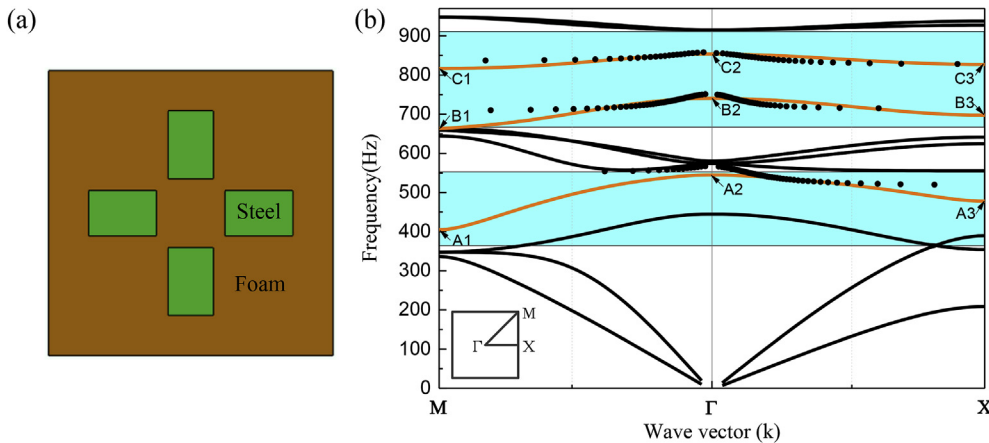 (a)
Steel
Foam
(b)
Frequency(Hz)
900
800
700
600
500
400
300
200
100
0
C1
C2
C3
B1
B2
B3
A1
A2
A3
M
Γ
X
M
Γ
X
Wave vector (k)